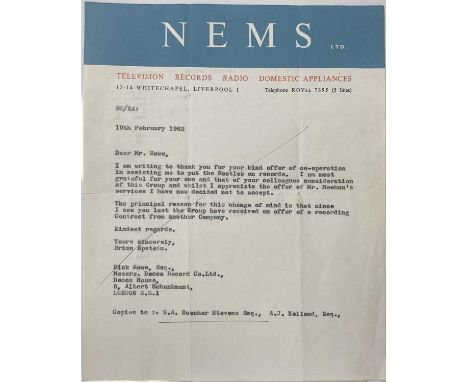 NEMS LTD.
TELEVISION RECORDS RADIO DOMESTIC APPLIANCES
12-14 WHITECHAPEL, LIVERPOOL 1 Telephone ROYAL 7895 (5 lines)
BE/BA:
10th February 1962
Dear Mr. Rowe,
I am writing to thank you for your kind offer of co-operation
in assisting me to put the Beatles on records. I am most
grateful for your own and that of your colleagues consideration
of this Group and whilst I appreciate the offer of Mr. Meehan's
services I have now decided not to accept.
The principal reason for this change of mind is that since
I saw you last the Group have received an offer of a recording
Contract from another Company.
Kindest regards.
Yours sincerely,
Brian Epstein.
Dick Rowe, Esq.,
Messrs. Decca Record Co.Ltd.,
Decca House,
9, Albert Embankment,
LONDON S.E.1
Copies to :- S.A. Beecher Stevens Esq., A.J. Kelland, Esq.,